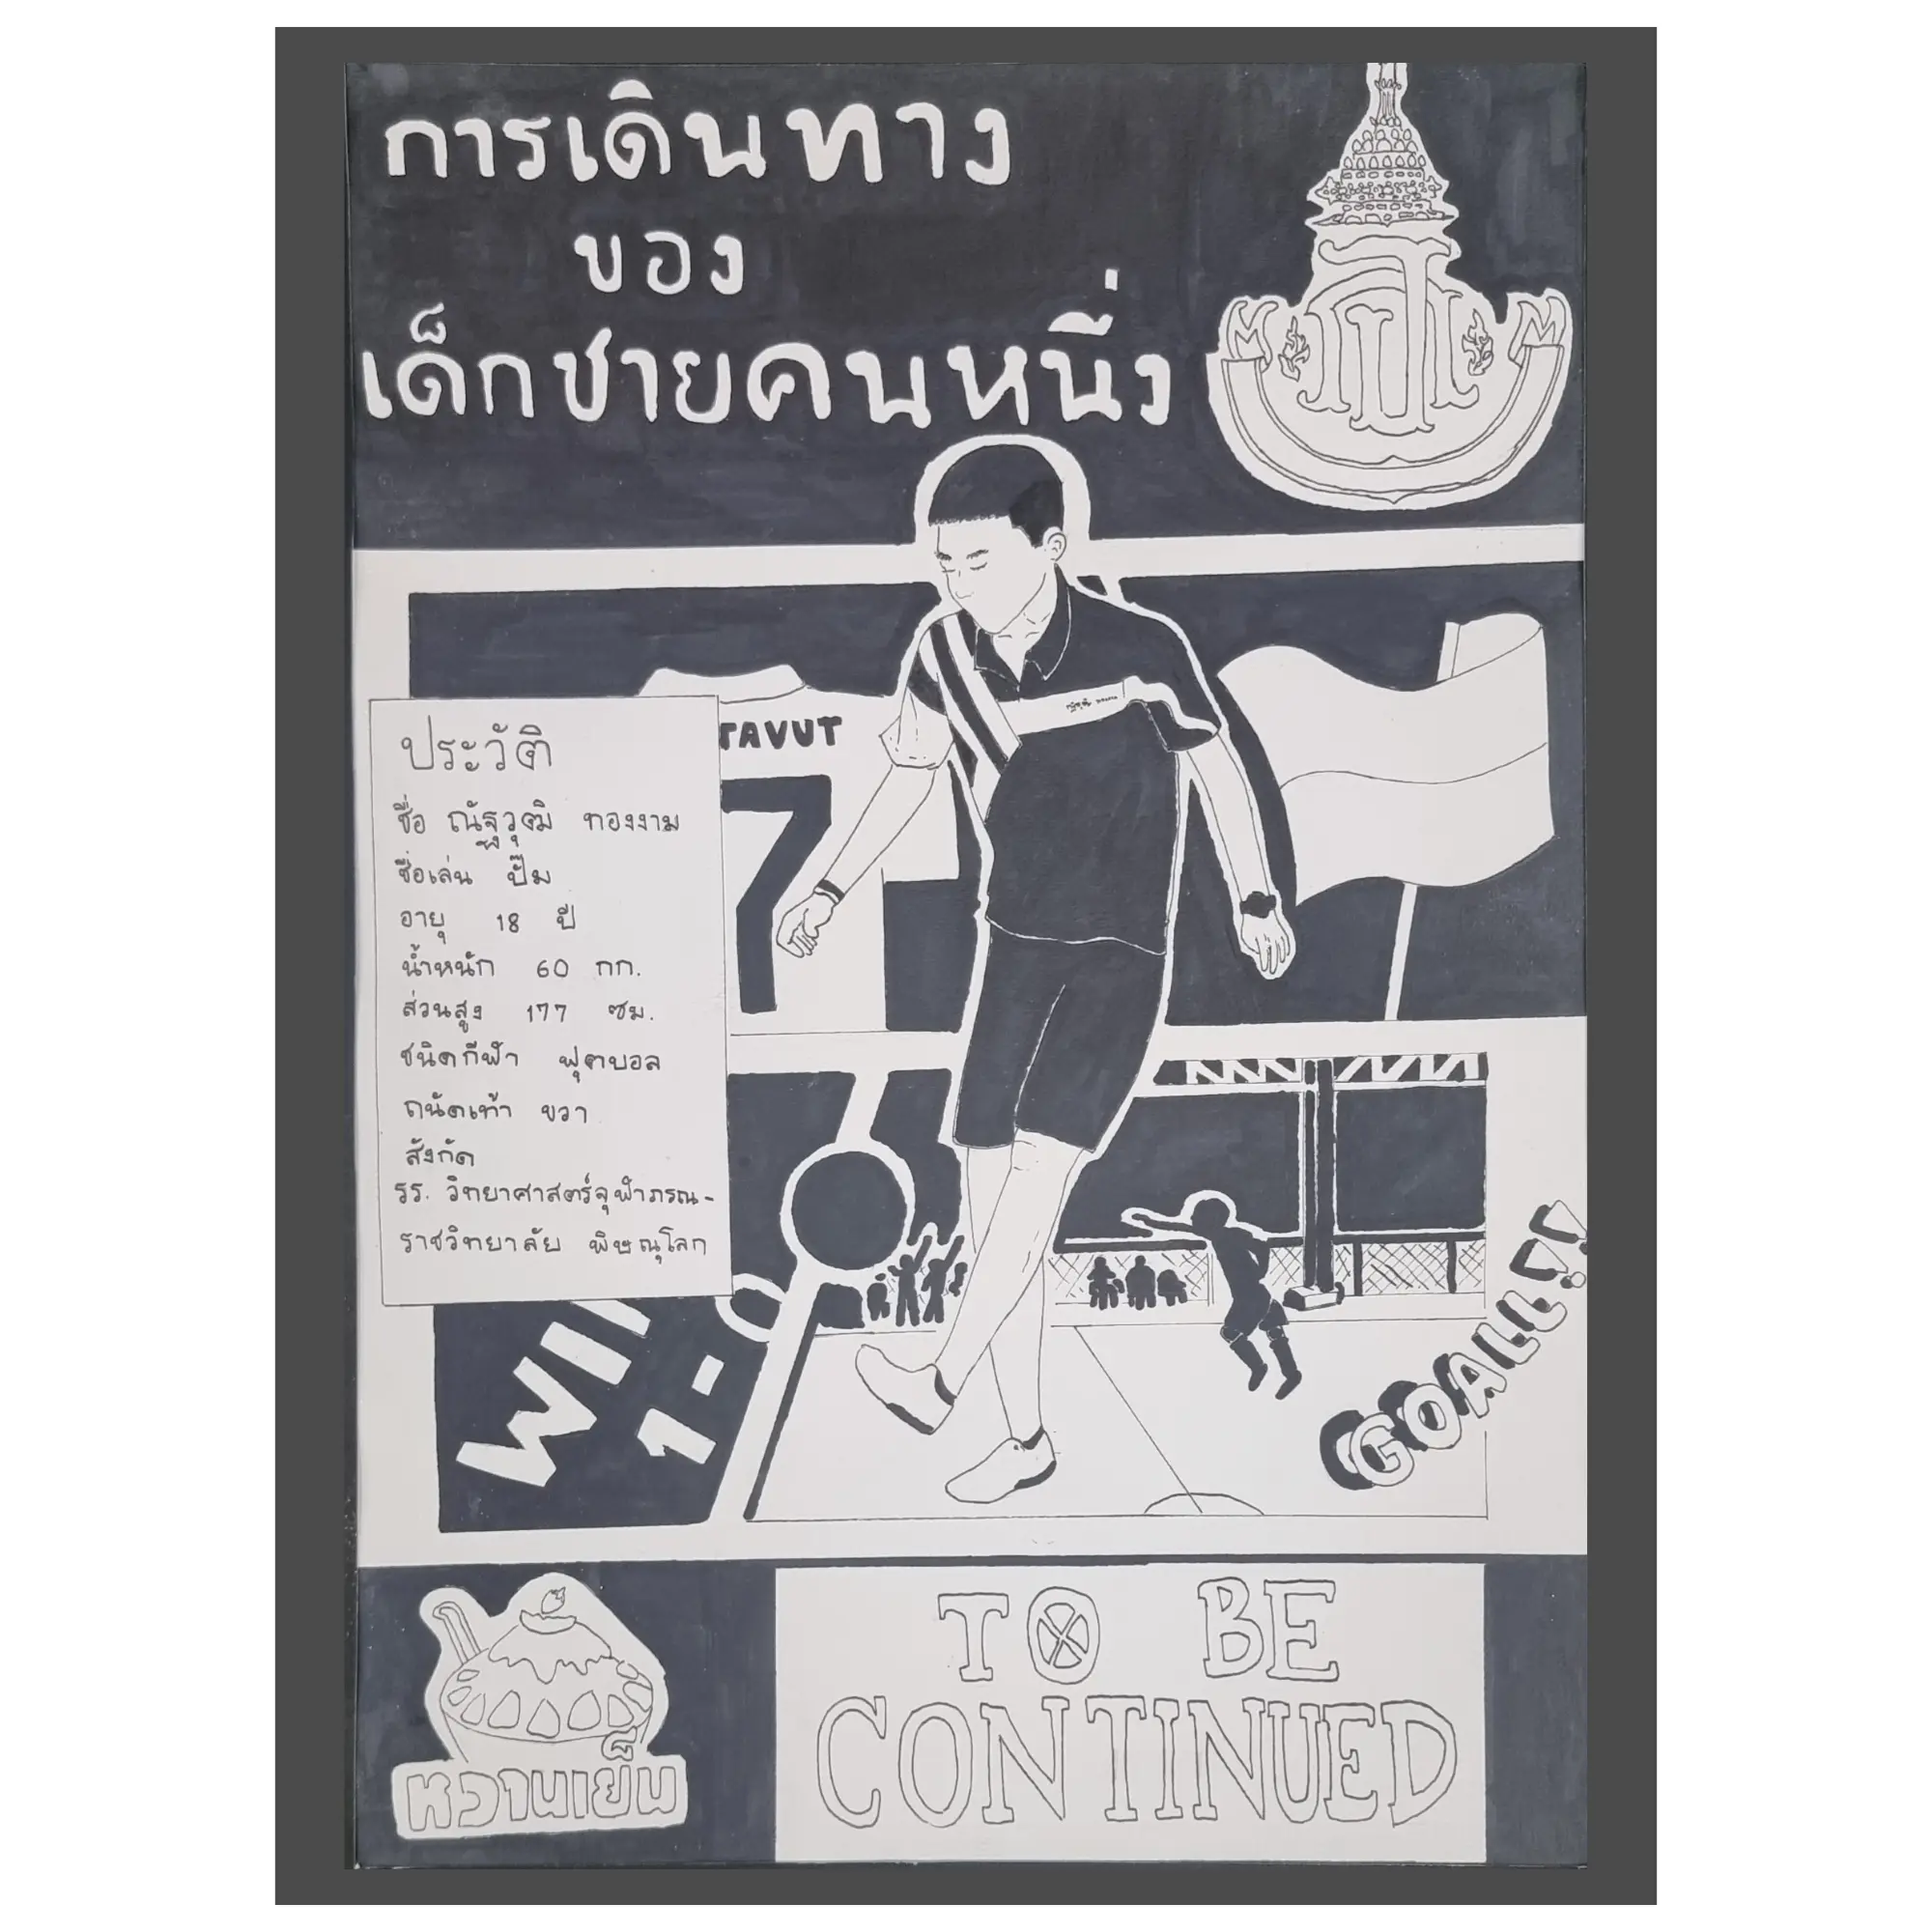 การเดินทาง
ของ
เด็กชายคนหนึ่ง
TAVUT
7
ประวัติ
ชื่อ ณัฐวุฒิ ทองงาม
ชื่อเล่น ปั๊ม
อายุ 18 ปี
น้ำหนัก 60 กก.
ส่วนสูง 177 ซม.
ชนิดกีฬา ฟุตบอล
ถนัดเท้า ขวา
สังกัด
รร. วิทยาศาสตร์จุฬาภรณ-
ราชวิทยาลัย พิษณุโลก
WI
1-0
GOALLL!!
หวานเย็น
TO BE
CONTINUED